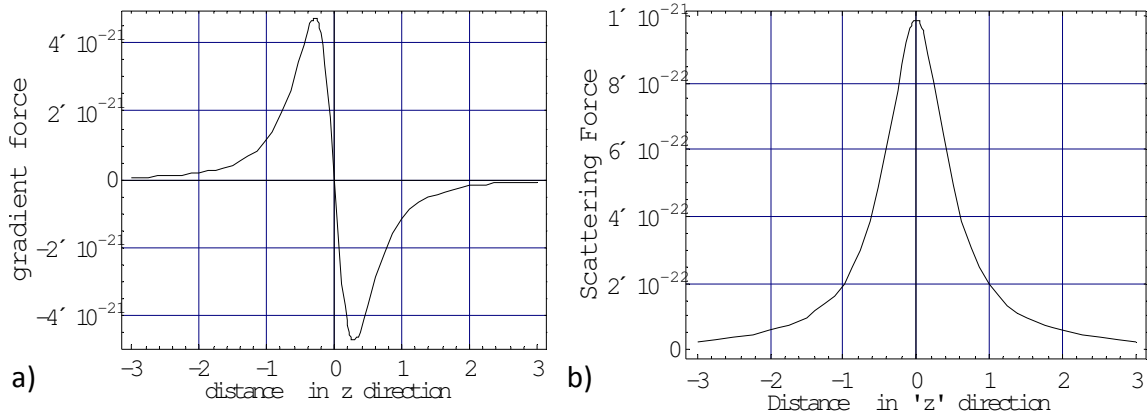 gradient force
4´ 10-21
2´ 10-21
0
-2´ 10-21
-4´ 10-21
-3 -2 -1 0 1 2 3
distance in z direction
a)
Scattering Force
1´ 10-21
8´ 10-22
6´ 10-22
4´ 10-22
2´ 10-22
0
-3 -2 -1 0 1 2 3
Distance in 'z' direction
b)